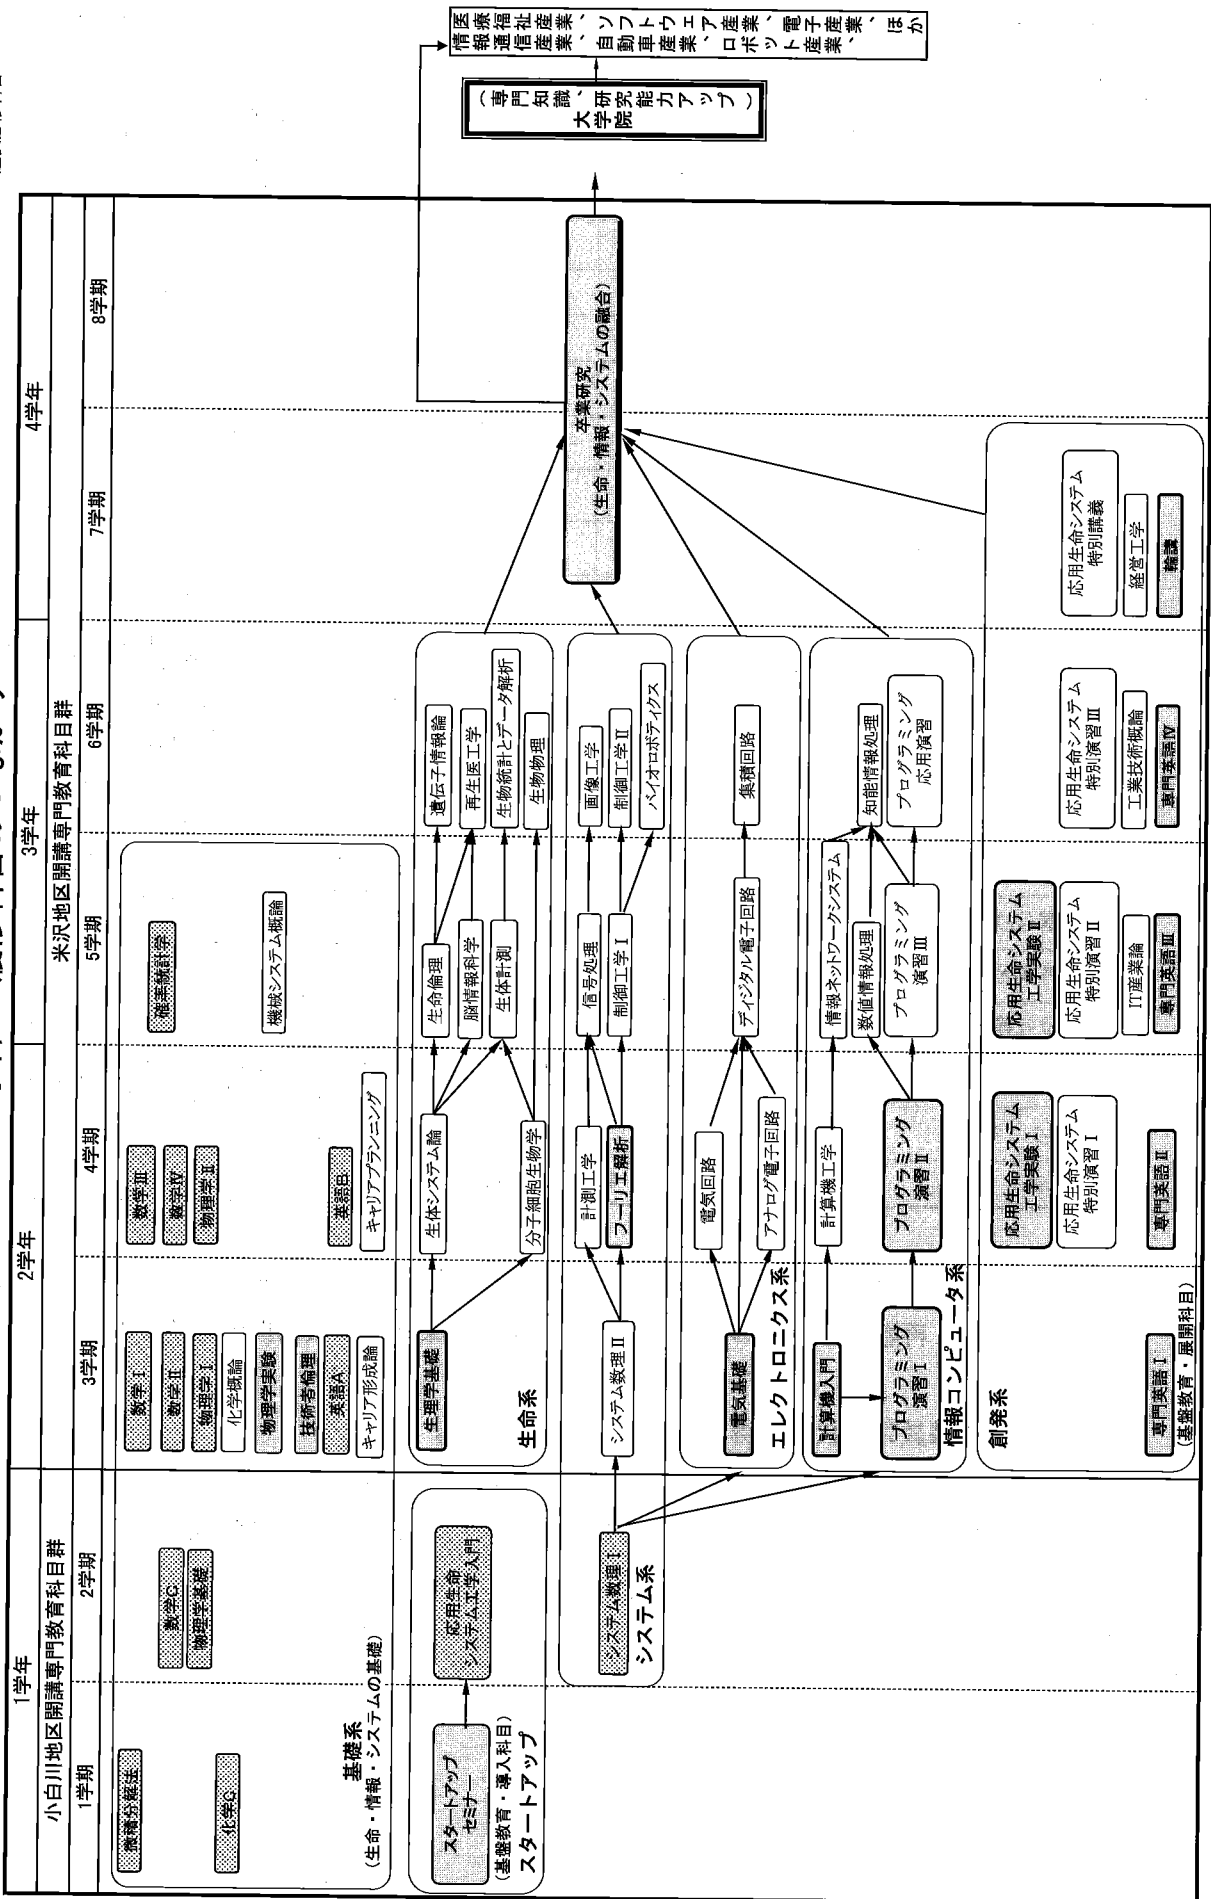 1学年
2学年
3学年
4学年
小白川地区開講専門教育科目群
米沢地区開講専門教育科目群
1学期
2学期
3学期
4学期
5学期
6学期
7学期
8学期
微積分解法
化学C
数学C
物理学基礎
数学Ⅰ
数学Ⅱ
物理学Ⅰ
化学概論
物理学実験
技術者倫理
英語A
キャリア形成論
数学Ⅲ
数学Ⅳ
物理学Ⅱ
英語B
キャリアプランニング
確率統計学
機械システム概論
基礎系
(生命・情報・システムの基礎)
スタートアップ
セミナー
(基盤教育・導入科目)
スタートアップ
応用生命
システム工学入門
生理学基礎
生命系
生体システム論
分子細胞生物学
生命倫理
脳情報科学
生体計測
遺伝子情報論
再生医工学
生物統計とデータ解析
生物物理
システム数理Ⅰ
システム系
システム数理Ⅱ
計測工学
フーリエ解析
信号処理
制御工学Ⅰ
画像工学
制御工学Ⅱ
バイオロボティクス
電気基礎
エレクトロニクス系
電気回路
アナログ電子回路
ディジタル電子回路
集積回路
計算機入門
プログラミング
演習Ⅰ
情報コンピュータ系
計算機工学
プログラミング
演習Ⅱ
情報ネットワークシステム
数値情報処理
プログラミング
演習Ⅲ
知能情報処理
プログラミング
応用演習
創発系
専門英語Ⅰ
(基盤教育・展開科目)
応用生命システム
工学実験Ⅰ
応用生命システム
特別演習Ⅰ
専門英語Ⅱ
応用生命システム
工学実験Ⅱ
応用生命システム
特別演習Ⅱ
IT産業論
専門英語Ⅲ
応用生命システム
特別演習Ⅲ
工業技術概論
専門英語Ⅳ
応用生命システム
特別講義
経営工学
輪講
卒業研究
(生命・情報・システムの融合)
大学院
(専門知識、研究能力アップ)
医療福祉産業、ソフトウェア産業、電子産業、
情報通信産業、自動車産業、ロボット産業、ほか